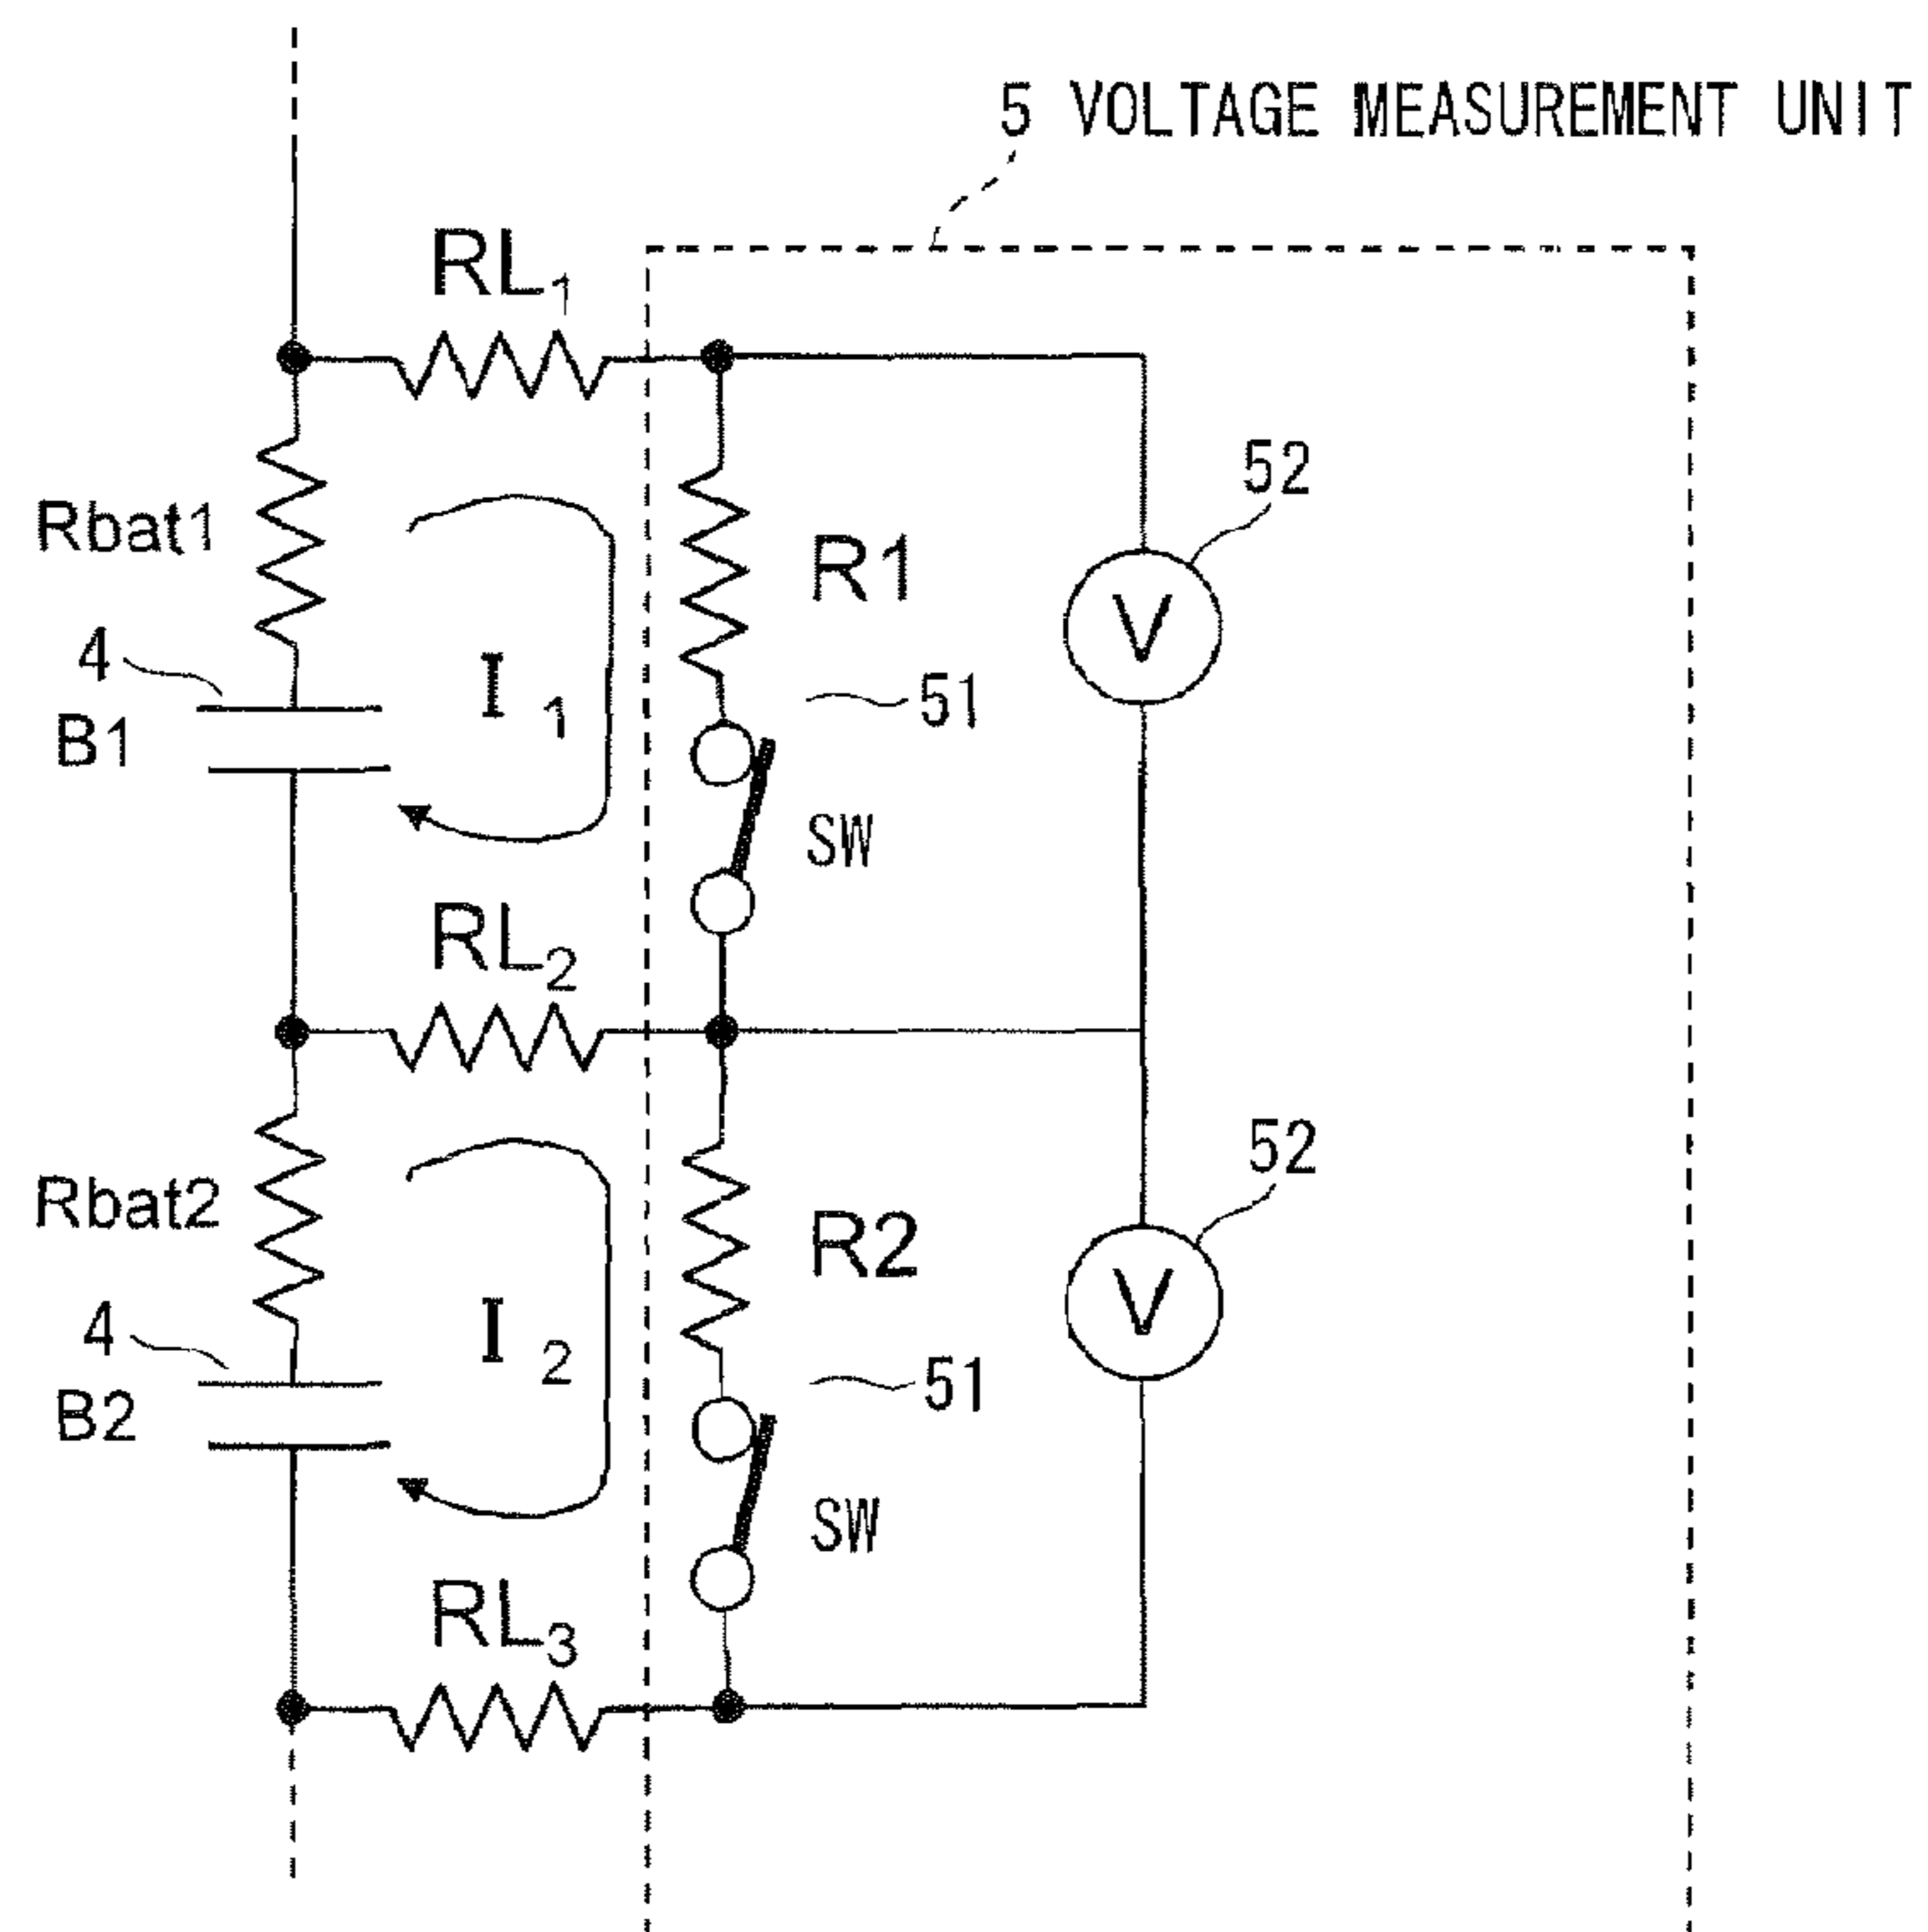 5 VOLTAGE MEASUREMENT UNIT
RL1
52
Rbat1
R1
V
4
I1
51
B1
SW
RL2
52
Rbat2
R2
V
4
I2
51
B2
SW
RL3